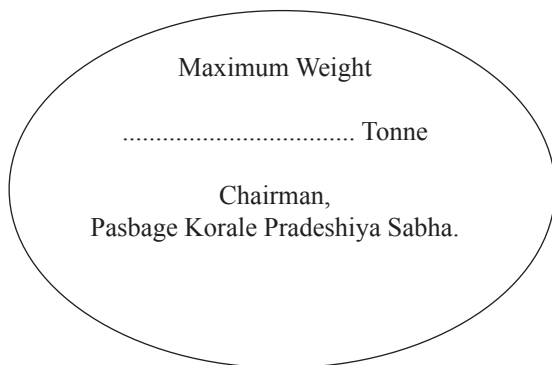 Maximum Weight
................................... Tonne
Chairman,
Pasbage Korale Pradeshiya Sabha.